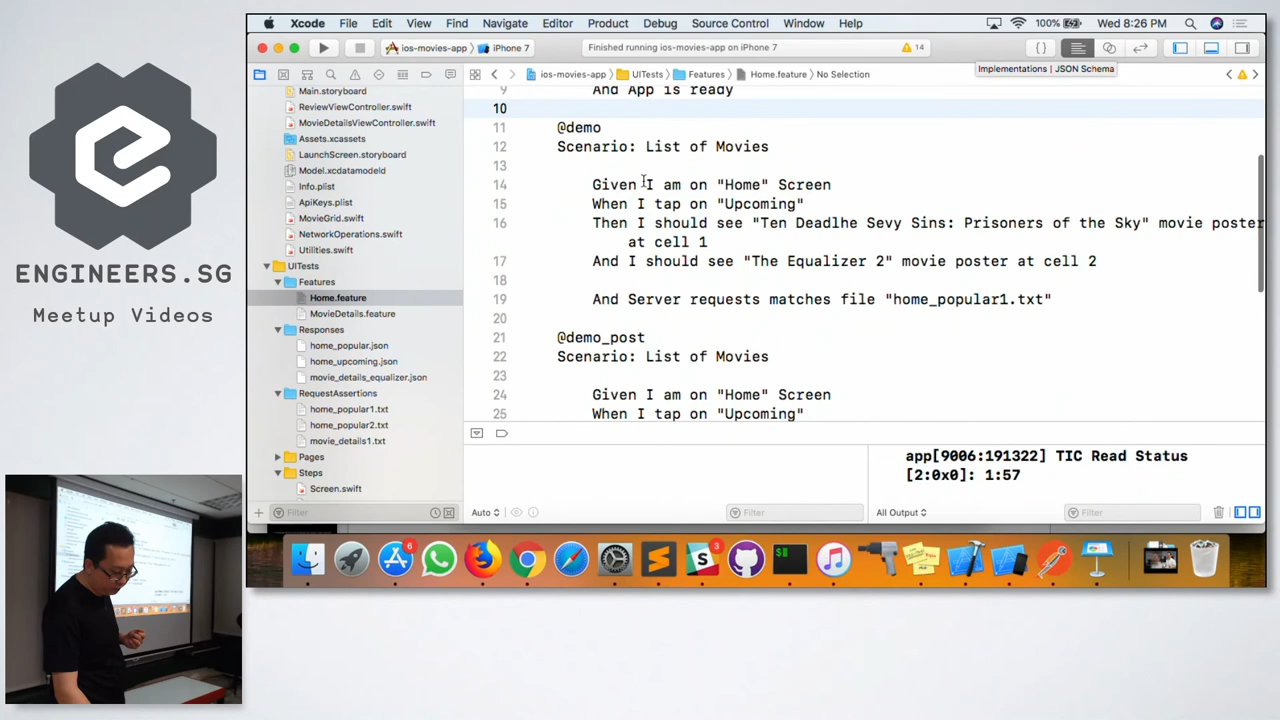 Xcode File Edit View Find Navigate Editor Product Debug Source Control Window Help
100% Wed 8:26 PM
ios-movies-app iPhone 7
Finished running ios-movies-app on iPhone 7
14
Implementations | JSON Schema
ios-movies-app UITests Features Home.feature No Selection
Main.storyboard
ReviewViewController.swift
MovieDetailsViewController.swift
Assets.xcassets
LaunchScreen.storyboard
Model.xcdatamodeld
Info.plist
ApiKeys.plist
MovieGrid.swift
NetworkOperations.swift
Utilities.swift
UITests
Features
Home.feature
MovieDetails.feature
Responses
home_popular.json
home_upcoming.json
movie_details_equalizer.json
RequestAssertions
home_popular1.txt
home_popular2.txt
movie_details1.txt
Pages
Steps
Screen.swift
Filter
9 And App is ready
10
11 @demo
12 Scenario: List of Movies
13
14 Given I am on "Home" Screen
15 When I tap on "Upcoming"
16 Then I should see "Ten Deadlhe Sevy Sins: Prisoners of the Sky" movie poster
at cell 1
17 And I should see "The Equalizer 2" movie poster at cell 2
18
19 And Server requests matches file "home_popular1.txt"
20
21 @demo_post
22 Scenario: List of Movies
23
24 Given I am on "Home" Screen
25 When I tap on "Upcoming"
app[9006:191322] TIC Read Status
[2:0x0]: 1:57
Auto
Filter
All Output
Filter
6
3
ENGINEERS.SG
Meetup Videos